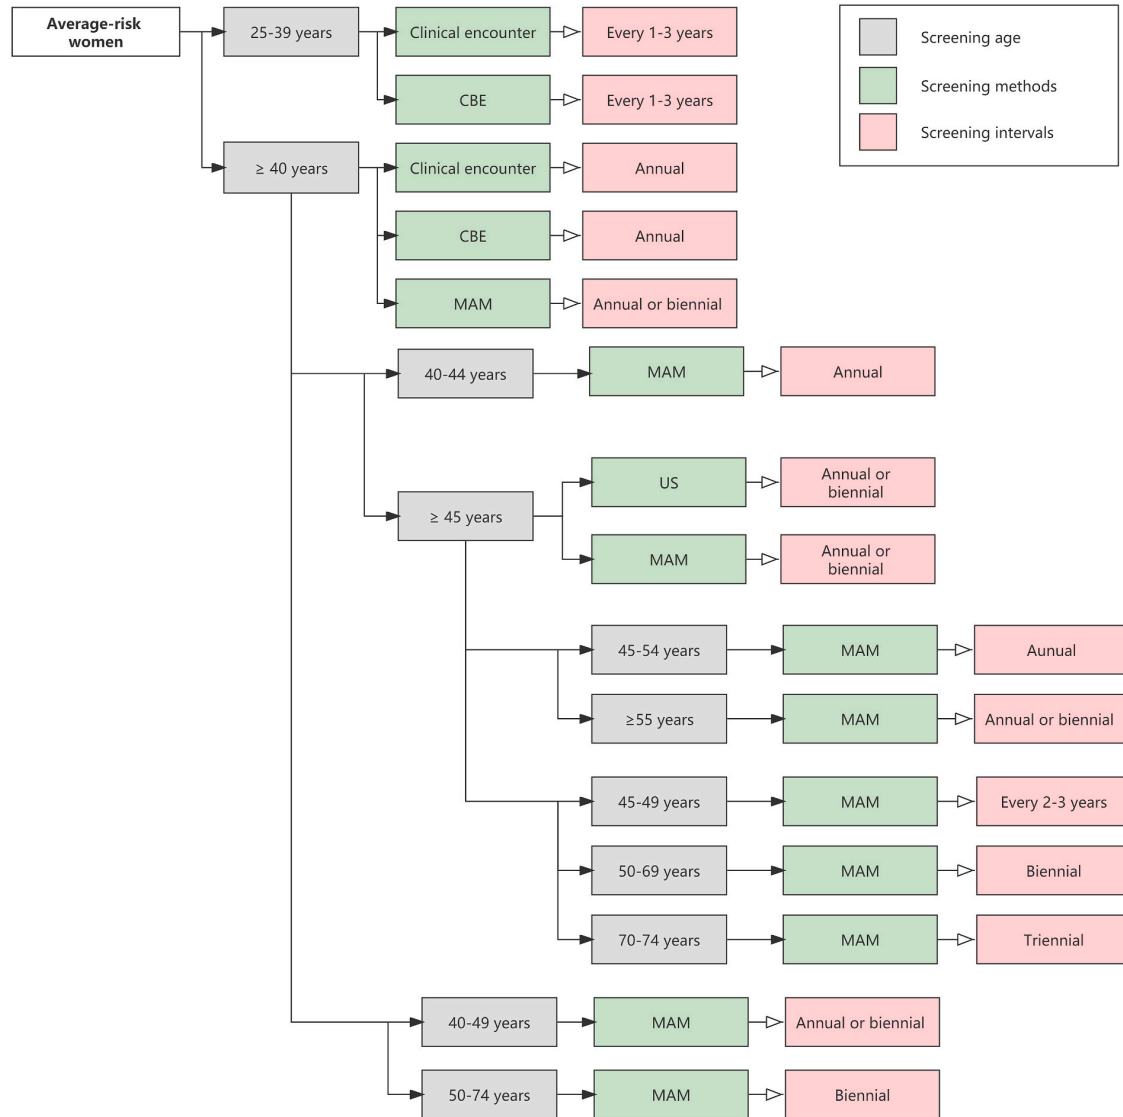 Average-risk
women
25-39 years
Clinical encounter
Every 1-3 years
CBE
Every 1-3 years
≥ 40 years
Clinical encounter
Annual
CBE
Annual
MAM
Annual or biennial
40-44 years
MAM
Annual
≥ 45 years
US
Annual or
biennial
MAM
Annual or
biennial
45-54 years
MAM
Aunual
≥55 years
MAM
Annual or biennial
45-49 years
MAM
Every 2-3 years
50-69 years
MAM
Biennial
70-74 years
MAM
Triennial
40-49 years
MAM
Annual or biennial
50-74 years
MAM
Biennial
Screening age
Screening methods
Screening intervals